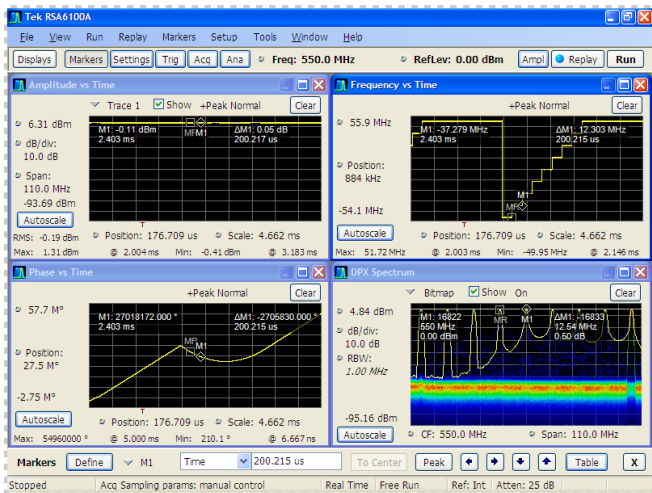 Tek RSA6100A
File View Run Replay Markers Setup Tools Window Help
Displays Markers Settings Trig Acq Ana Freq: 550.0 MHz RefLev: 0.00 dBm Ampl Replay Run
Amplitude vs Time
Trace 1 Show +Peak Normal Clear
6.31 dBm
dB/div:
10.0 dB
Span:
110.0 MHz
-93.69 dBm
Autoscale
RMS: -0.19 dBm
M1: -0.11 dBm
2.403 ms
ΔM1: 0.05 dB
200.217 us
MR M1
T
Position: 176.709 us Scale: 4.662 ms
Max: 1.31 dBm @ 2.004 ms Min: -0.41 dBm @ 3.183 ms
Frequency vs Time
+Peak Normal Clear
55.9 MHz
Position:
884 kHz
-54.1 MHz
Autoscale
M1: -37.279 MHz
2.403 ms
ΔM1: 12.303 MHz
200.215 us
M1
MR
T
Position: 176.709 us Scale: 4.662 ms
Max: 51.72 MHz @ 2.003 ms Min: -49.95 MHz @ 2.146 ms
Phase vs Time
+Peak Normal Clear
57.7 M°
Position:
27.5 M°
-2.75 M°
Autoscale
M1: 27018172.000 °
2.403 ms
ΔM1: -2705830.000 °
200.215 us
MR M1
T
Position: 176.709 us Scale: 4.662 ms
Max: 54960000 ° @ 5.000 ms Min: 210.1 ° @ 6.667 ns
DPX Spectrum
Bitmap Show On Clear
4.84 dBm
dB/div:
10.0 dB
RBW:
1.00 MHz
-95.16 dBm
Autoscale
M1: 16822
550 MHz
0.00 dBm
MR M1
ΔM1: -16833
12.54 MHz
0.50 dB
CF: 550.0 MHz Span: 110.0 MHz
Markers Define M1 Time 200.215 us To Center Peak Table X
Stopped Acq Sampling params: manual control Real Time Free Run Ref: Int Atten: 25 dB